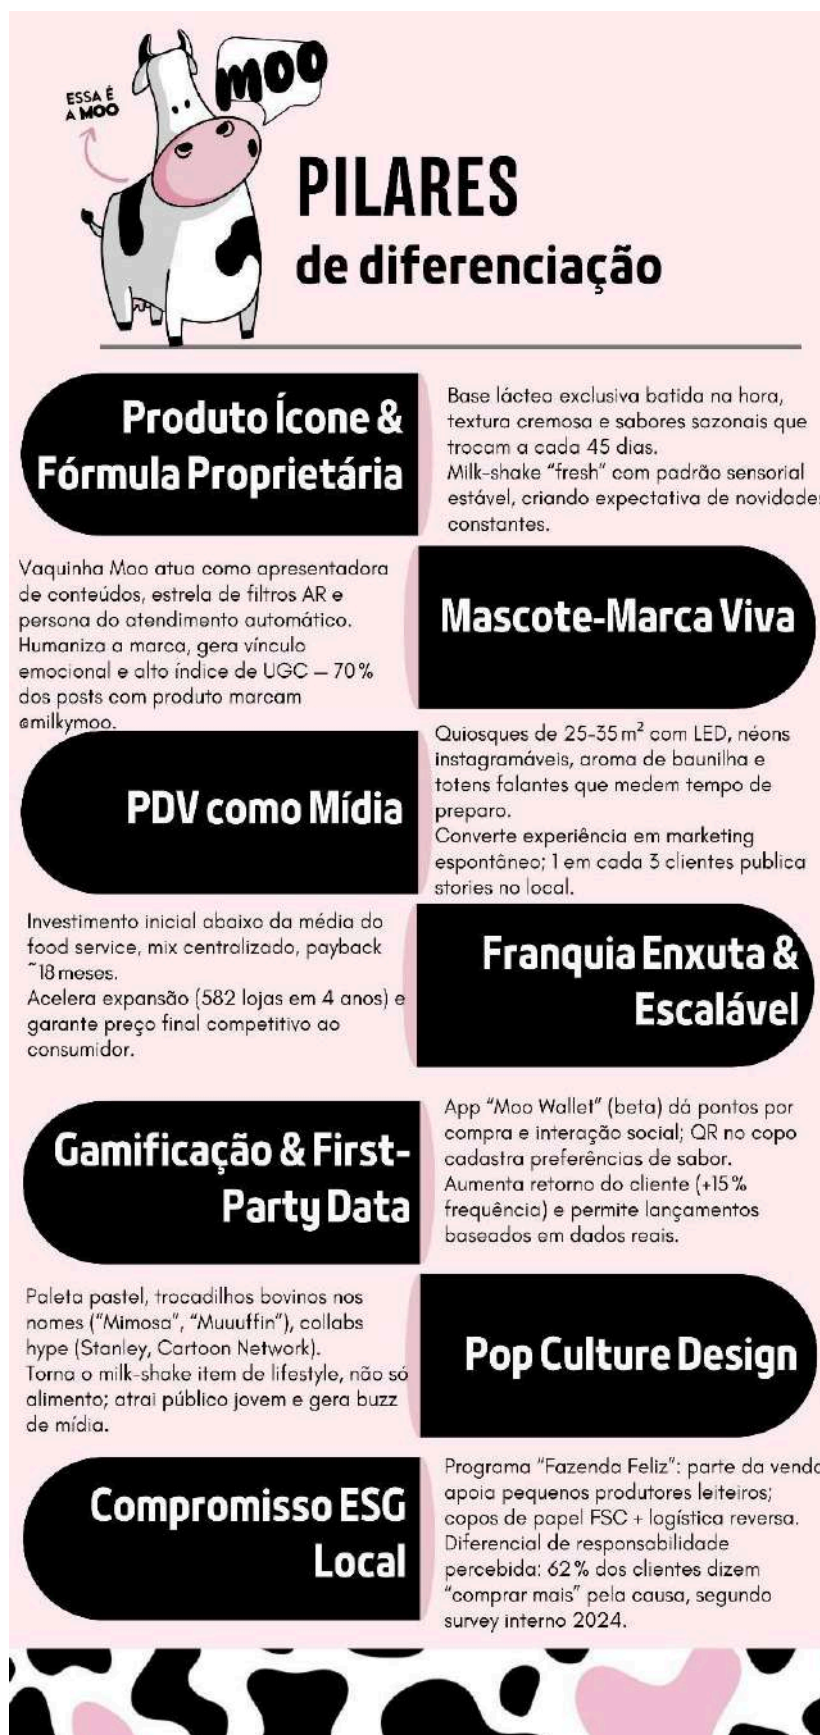 ESSA É
A MOO
MOO
PILARES
de diferenciação
Produto Ícone &
Fórmula Proprietária
Base láctea exclusiva batida na hora,
textura cremosa e sabores sazonais que
trocam a cada 45 dias.
Milk-shake “fresh” com padrão sensorial
estável, criando expectativa de novidades
constantes.
Vaquinha Moo atua como apresentadora
de conteúdos, estrela de filtros AR e
persona do atendimento automático.
Humaniza a marca, gera vínculo
emocional e alto índice de UGC — 70%
dos posts com produto marcam
@milkymoo.
Mascote-Marca Viva
PDV como Mídia
Quiosques de 25-35 m² com LED, néons
instagramáveis, aroma de baunilha e
totens falantes que medem tempo de
preparo.
Converte experiência em marketing
espontâneo; 1 em cada 3 clientes publica
stories no local.
Investimento inicial abaixo da média do
food service, mix centralizado, payback
~18 meses.
Acelera expansão (582 lojas em 4 anos) e
garante preço final competitivo ao
consumidor.
Franquia Enxuta &
Escalável
Gamificação & First-
Party Data
App “Moo Wallet” (beta) dá pontos por
compra e interação social; QR no copo
cadastra preferências de sabor.
Aumenta retorno do cliente (+15%
frequência) e permite lançamentos
baseados em dados reais.
Paleta pastel, trocadilhos bovinos nos
nomes (“Mimosa”, “Muuuffin”), collabs
hype (Stanley, Cartoon Network).
Torna o milk-shake item de lifestyle, não só
alimento; atrai público jovem e gera buzz
de mídia.
Pop Culture Design
Compromisso ESG
Local
Programa “Fazenda Feliz”: parte da venda
apoia pequenos produtores leiteiros;
copos de papel FSC + logística reversa.
Diferencial de responsabilidade
percebida: 62% dos clientes dizem
“comprar mais” pela causa, segundo
survey interno 2024.